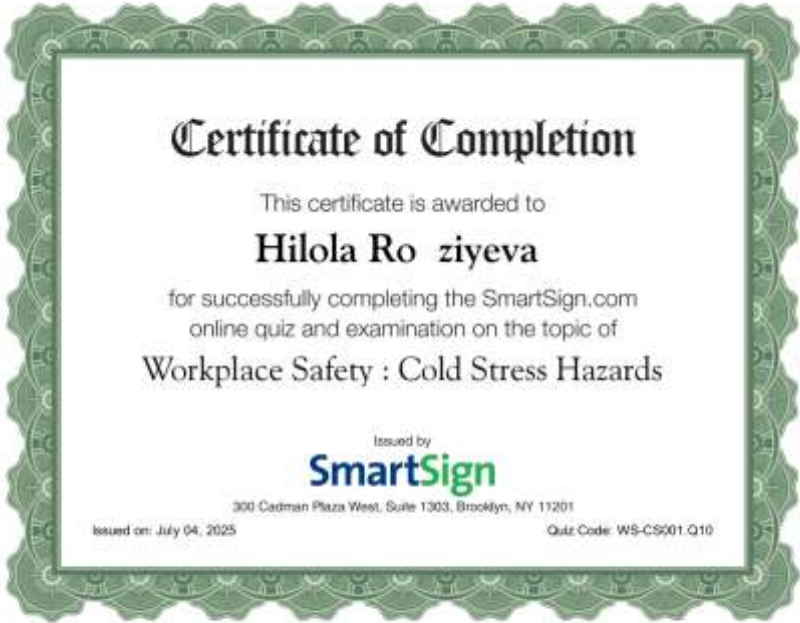 Certificate of Completion
This certificate is awarded to
Hilola Ro ziyeva
for successfully completing the SmartSign.com
online quiz and examination on the topic of
Workplace Safety : Cold Stress Hazards
Issued by
SmartSign
300 Cadman Plaza West, Suite 1303, Brooklyn, NY 11201
Issued on: July 04, 2025
Quiz Code: WS-CS001.Q10